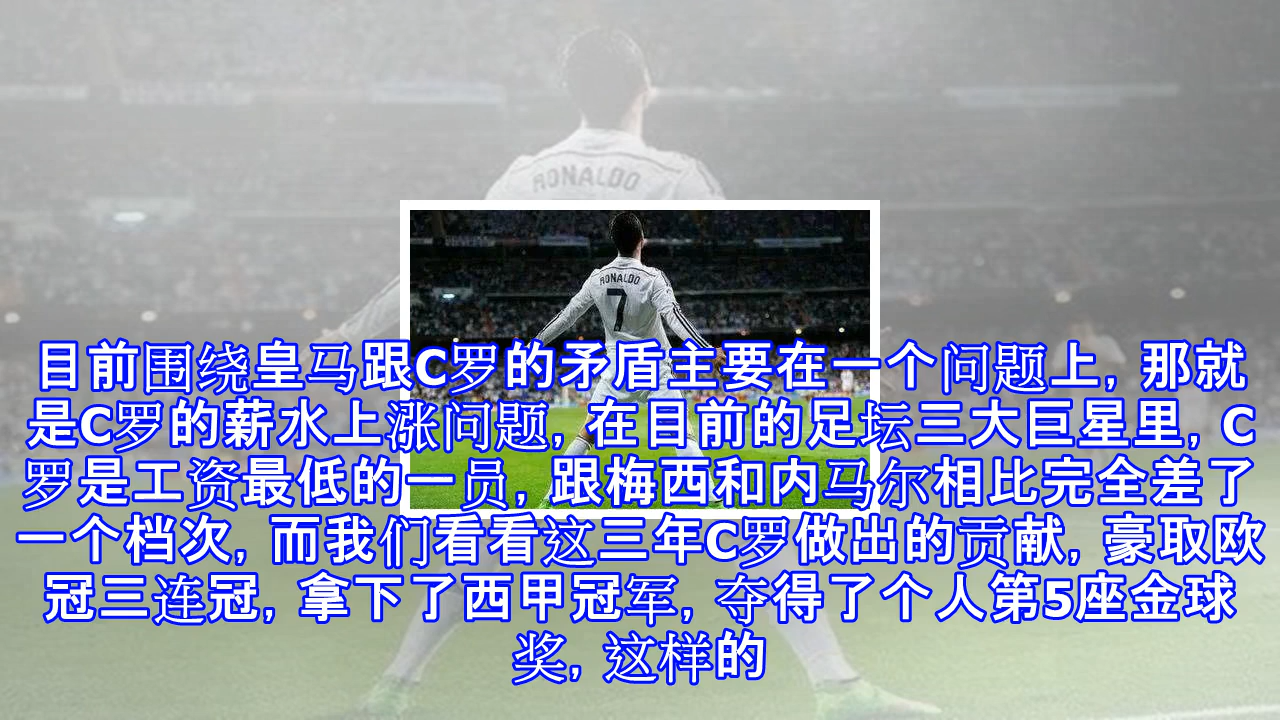 RONALDO
RONALDO
7
目前围绕皇马跟C罗的矛盾主要在一个问题上, 那就
是C罗的薪水上涨问题, 在目前的足坛三大巨星里, C
罗是工资最低的一员, 跟梅西和内马尔相比完全差了
一个档次, 而我们看看这三年C罗做出的贡献, 豪取欧
冠三连冠, 拿下了西甲冠军, 夺得了个人第5座金球
奖, 这样的